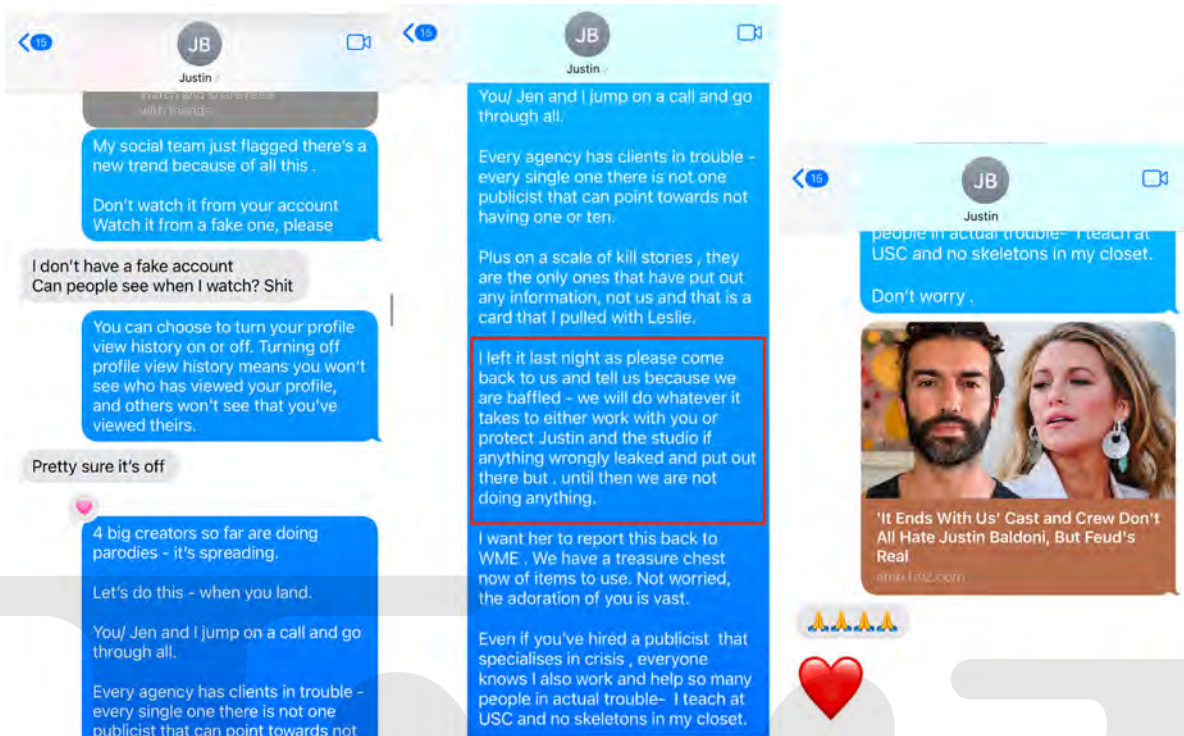 15
JB
Justin
My social team just flagged there's a
new trend because of all this .
Don't watch it from your account
Watch it from a fake one, please
I don't have a fake account
Can people see when I watch? Shit
You can choose to turn your profile
view history on or off. Turning off
profile view history means you won't
see who has viewed your profile,
and others won't see that you've
viewed theirs.
Pretty sure it's off
4 big creators so far are doing
parodies - it's spreading.
Let's do this - when you land.
You/ Jen and I jump on a call and go
through all.
Every agency has clients in trouble -
every single one there is not one
publicist that can point towards not
15
JB
Justin
You/ Jen and I jump on a call and go
through all.
Every agency has clients in trouble -
every single one there is not one
publicist that can point towards not
having one or ten.
Plus on a scale of kill stories , they
are the only ones that have put out
any information, not us and that is a
card that I pulled with Leslie.
I left it last night as please come
back to us and tell us because we
are baffled - we will do whatever it
takes to either work with you or
protect Justin and the studio if
anything wrongly leaked and put out
there but . until then we are not
doing anything.
I want her to report this back to
WME . We have a treasure chest
now of items to use. Not worried,
the adoration of you is vast.
Even if you've hired a publicist that
specialises in crisis , everyone
knows I also work and help so many
people in actual trouble- I teach at
USC and no skeletons in my closet.
15
JB
Justin
people in actual trouble- I teach at
USC and no skeletons in my closet.
Don't worry .
'It Ends With Us' Cast and Crew Don't
All Hate Justin Baldoni, But Feud's
Real
amp.tmz.com